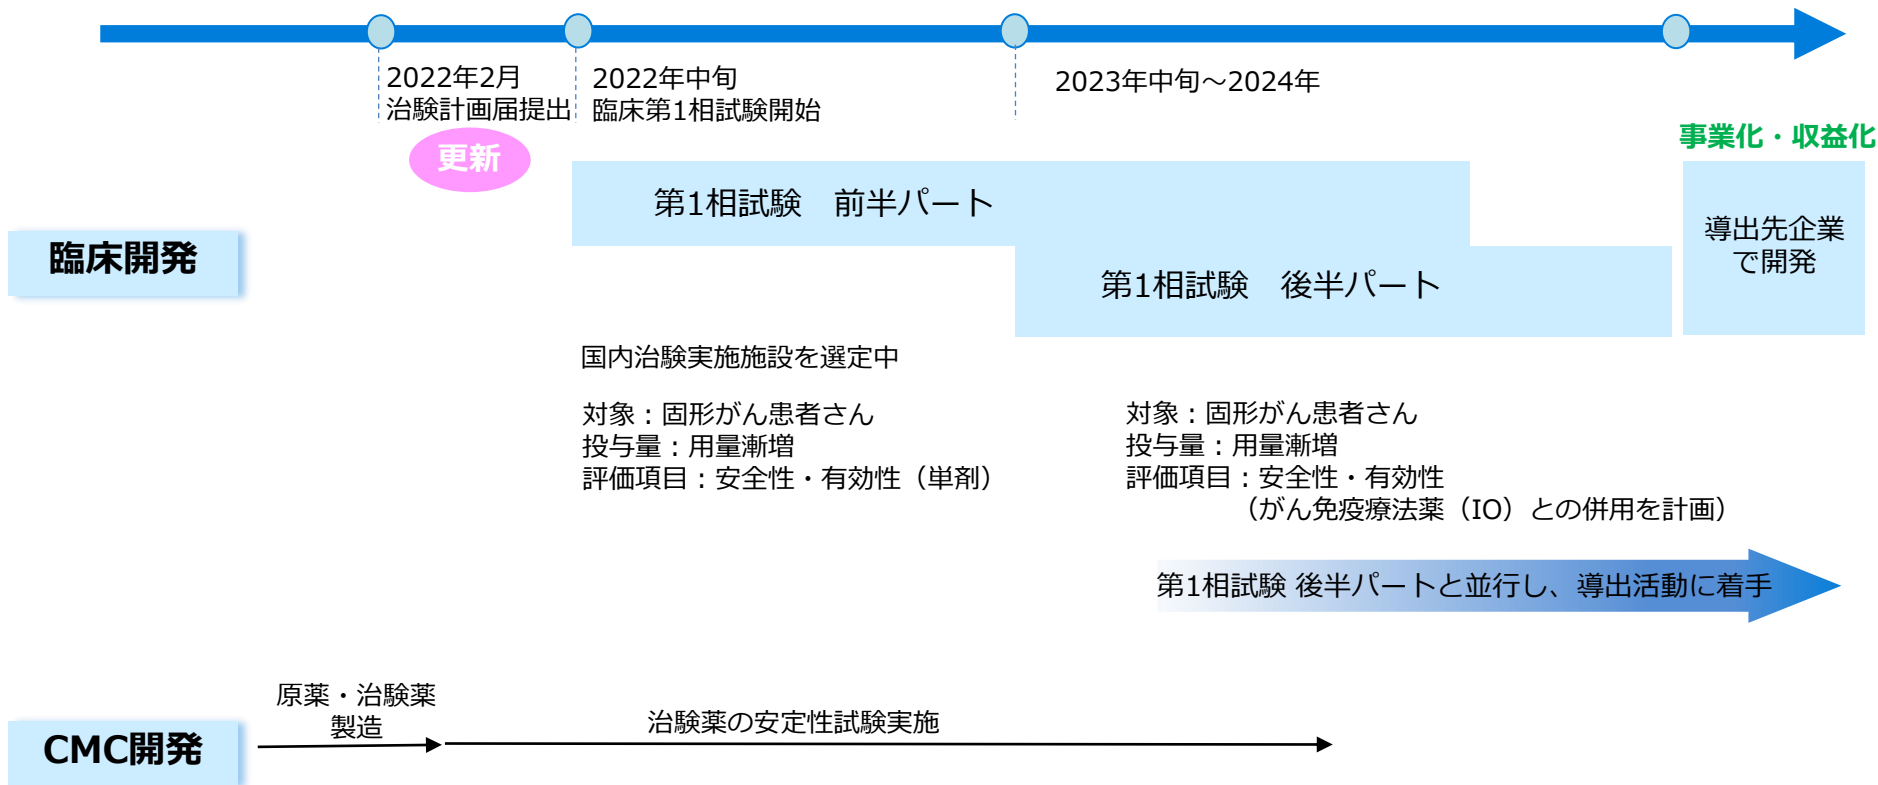 2022年2月
治験計画届提出
2022年中旬
臨床第1相試験開始
2023年中旬～2024年
更新
事業化・収益化
臨床開発
第1相試験　前半パート
第1相試験　後半パート
導出先企業
で開発
国内治験実施施設を選定中
対象：固形がん患者さん
投与量：用量漸増
評価項目：安全性・有効性（単剤）
対象：固形がん患者さん
投与量：用量漸増
評価項目：安全性・有効性
（がん免疫療法薬（IO）との併用を計画）
第1相試験 後半パートと並行し、導出活動に着手
CMC開発
原薬・治験薬
製造
治験薬の安定性試験実施